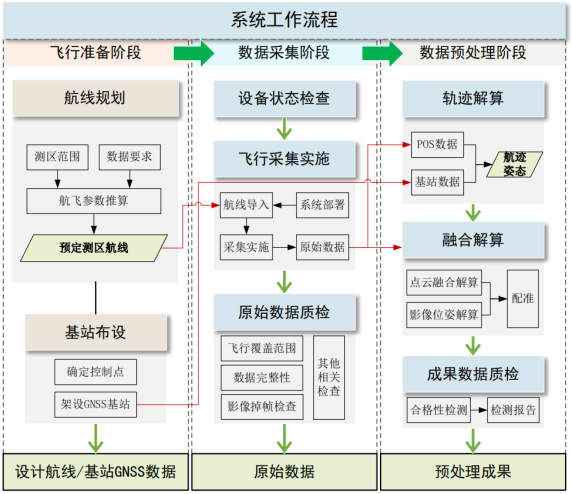 系统工作流程
飞行准备阶段
数据采集阶段
数据预处理阶段
航线规划
测区范围
数据要求
航飞参数推算
预定测区航线
基站布设
确定控制点
架设GNSS基站
设计航线/基站GNSS数据
设备状态检查
飞行采集实施
航线导入
系统部署
采集实施
原始数据
原始数据质检
飞行覆盖范围
数据完整性
影像掉帧检查
其他
相关
检查
原始数据
轨迹解算
POS数据
基站数据
航迹
姿态
融合解算
点云融合解算
影像位姿解算
配准
成果数据质检
合格性检测
检测报告
预处理成果